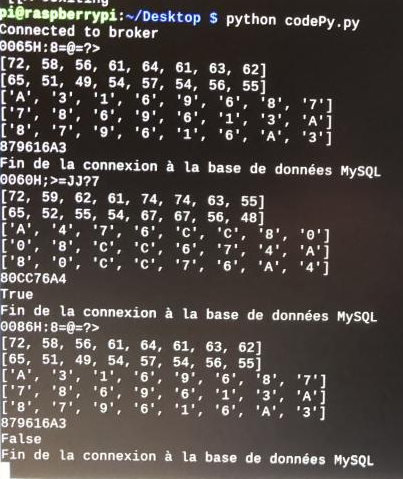 pi@raspberrypi:~/Desktop $ python codePy.py
Connected to broker
0065H:8=@=?>
[72, 58, 56, 61, 64, 61, 63, 62]
[65, 51, 49, 54, 57, 54, 56, 55]
['A', '3', '1', '6', '9', '6', '8', '7']
['7', '8', '6', '9', '6', '1', '3', 'A']
['8', '7', '9', '6', '1', '6', 'A', '3']
879616A3
Fin de la connexion à la base de données MySQL
0060H;>=JJ?7
[72, 59, 62, 61, 74, 74, 63, 55]
[65, 52, 55, 54, 67, 67, 56, 48]
['A', '4', '7', '6', 'C', 'C', '8', '0']
['0', '8', 'C', 'C', '6', '7', '4', 'A']
['8', '0', 'C', 'C', '7', '6', 'A', '4']
80CC76A4
True
Fin de la connexion à la base de données MySQL
0086H:8=@=?>
[72, 58, 56, 61, 64, 61, 63, 62]
[65, 51, 49, 54, 57, 54, 56, 55]
['A', '3', '1', '6', '9', '6', '8', '7']
['7', '8', '6', '9', '6', '1', '3', 'A']
['8', '7', '9', '6', '1', '6', 'A', '3']
879616A3
False
Fin de la connexion à la base de données MySQL